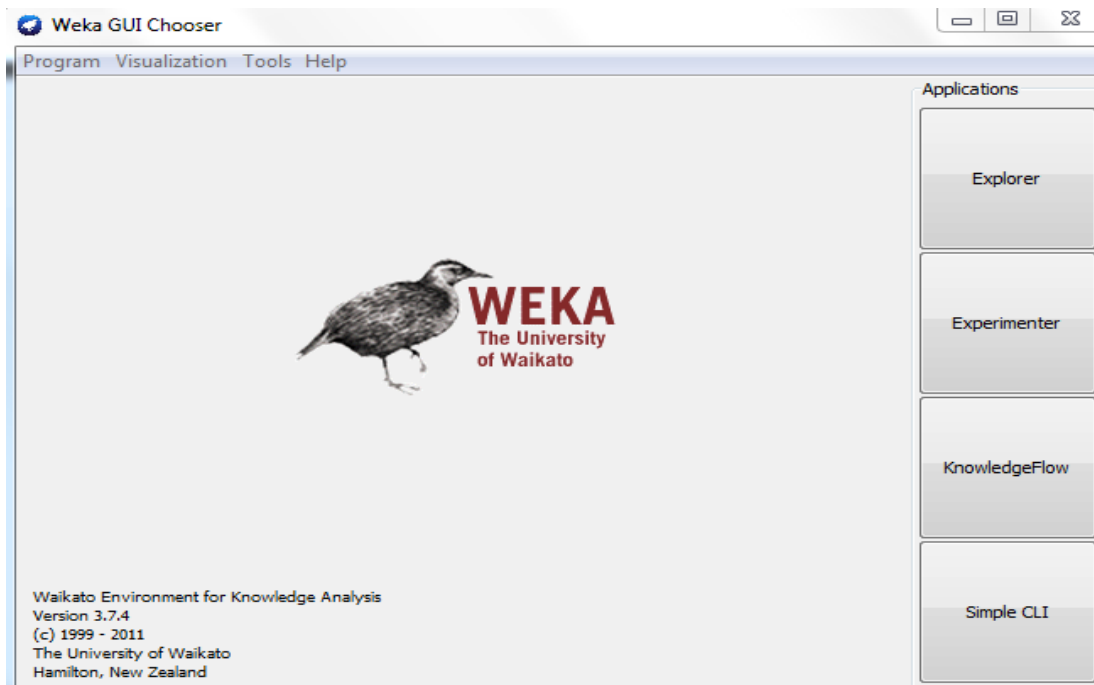 Weka GUI Chooser
Program Visualization Tools Help
Applications
Explorer
WEKA
The University
of Waikato
Experimenter
KnowledgeFlow
Simple CLI
Waikato Environment for Knowledge Analysis
Version 3.7.4
(c) 1999 - 2011
The University of Waikato
Hamilton, New Zealand